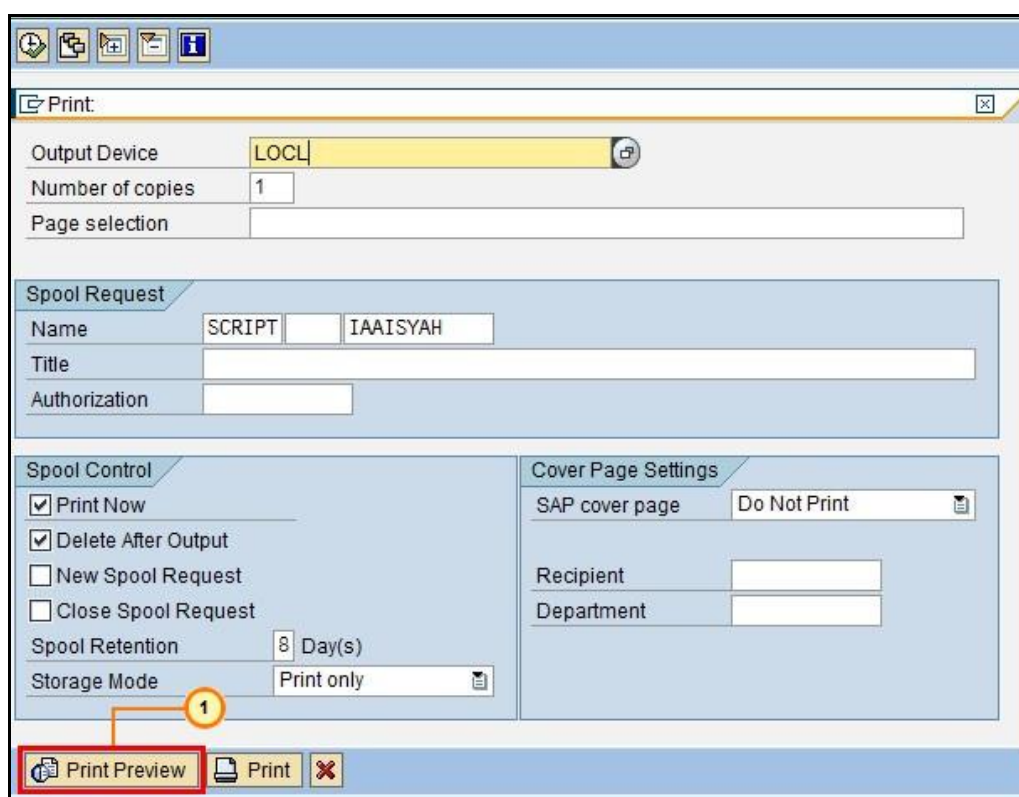 Print:
Output Device LOCL
Number of copies 1
Page selection
Spool Request
Name SCRIPT IAAISYAH
Title
Authorization
Spool Control
Print Now
Delete After Output
New Spool Request
Close Spool Request
Spool Retention 8 Day(s)
Storage Mode Print only
Cover Page Settings
SAP cover page Do Not Print
Recipient
Department
1
Print Preview Print